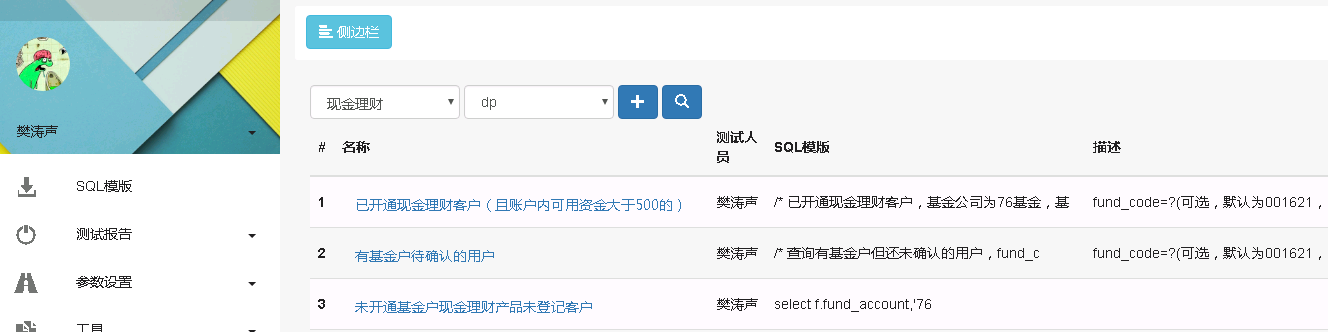 侧边栏
现金理财 dp
樊涛声
# 名称 测试人员 SQL模版 描述
SQL模版
1 已开通现金理财客户（且账户内可用资金大于500的） 樊涛声 /* 已开通现金理财客户，基金公司为76基金，基 fund_code=?(可选，默认为001621，
测试报告
2 有基金户待确认的用户 樊涛声 /* 查询有基金户但还未确认的用户，fund_c fund_code=?(可选，默认为001621，
参数设置
3 未开通基金户现金理财产品未登记客户 樊涛声 select f.fund_account,'76
工具